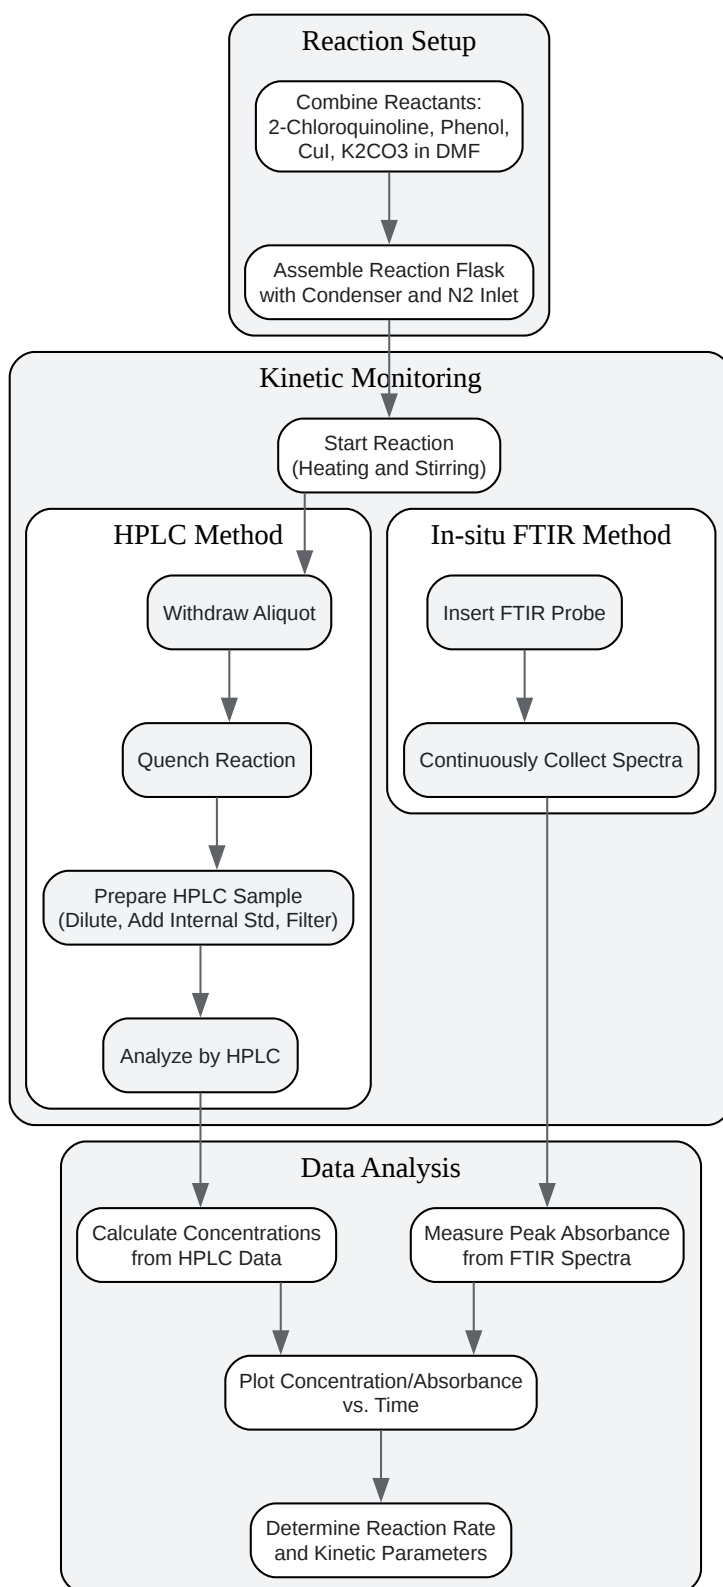 Reaction Setup
Combine Reactants:
2-Chloroquinoline, Phenol,
CuI, K2CO3 in DMF
Assemble Reaction Flask
with Condenser and N2 Inlet
Kinetic Monitoring
Start Reaction
(Heating and Stirring)
HPLC Method
Withdraw Aliquot
Quench Reaction
Prepare HPLC Sample
(Dilute, Add Internal Std, Filter)
Analyze by HPLC
In-situ FTIR Method
Insert FTIR Probe
Continuously Collect Spectra
Data Analysis
Calculate Concentrations
from HPLC Data
Measure Peak Absorbance
from FTIR Spectra
Plot Concentration/Absorbance
vs. Time
Determine Reaction Rate
and Kinetic Parameters